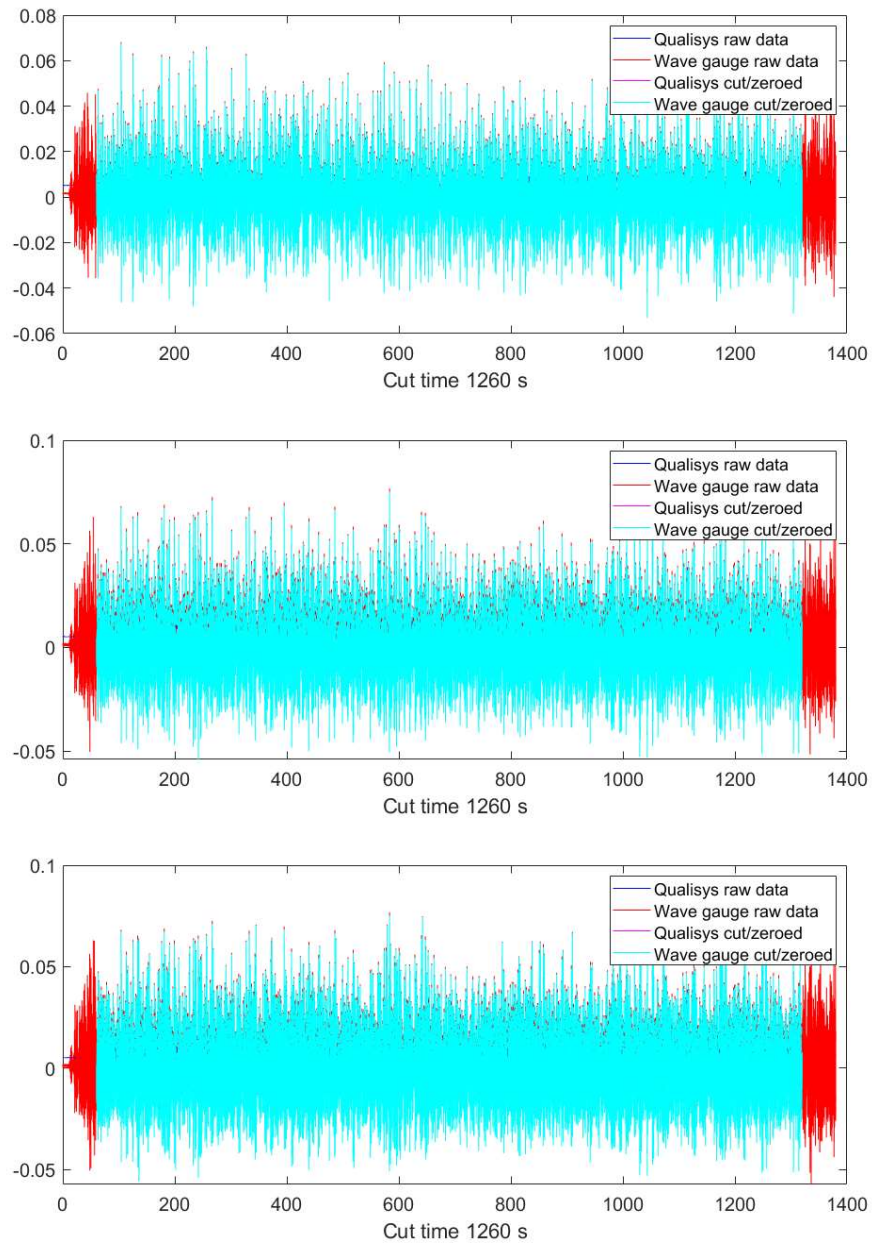 0.08
0.06
0.04
0.02
0
-0.02
-0.04
-0.06
Qualisys raw data
Wave gauge raw data
Qualisys cut/zeroed
Wave gauge cut/zeroed
0 200 400 600 800 1000 1200 1400
Cut time 1260 s
0.1
0.05
0
-0.05
Qualisys raw data
Wave gauge raw data
Qualisys cut/zeroed
Wave gauge cut/zeroed
0 200 400 600 800 1000 1200 1400
Cut time 1260 s
0.1
0.05
0
-0.05
Qualisys raw data
Wave gauge raw data
Qualisys cut/zeroed
Wave gauge cut/zeroed
0 200 400 600 800 1000 1200 1400
Cut time 1260 s